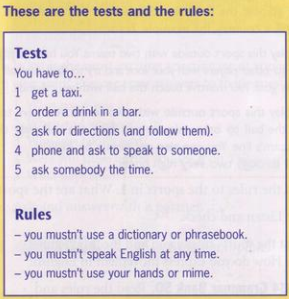 These are the tests and the rules:
Tests
You have to...
1 get a taxi.
2 order a drink in a bar.
3 ask for directions (and follow them).
4 phone and ask to speak to someone.
5 ask somebody the time.
Rules
– you mustn't use a dictionary or phrasebook.
– you mustn't speak English at any time.
– you mustn't use your hands or mime.